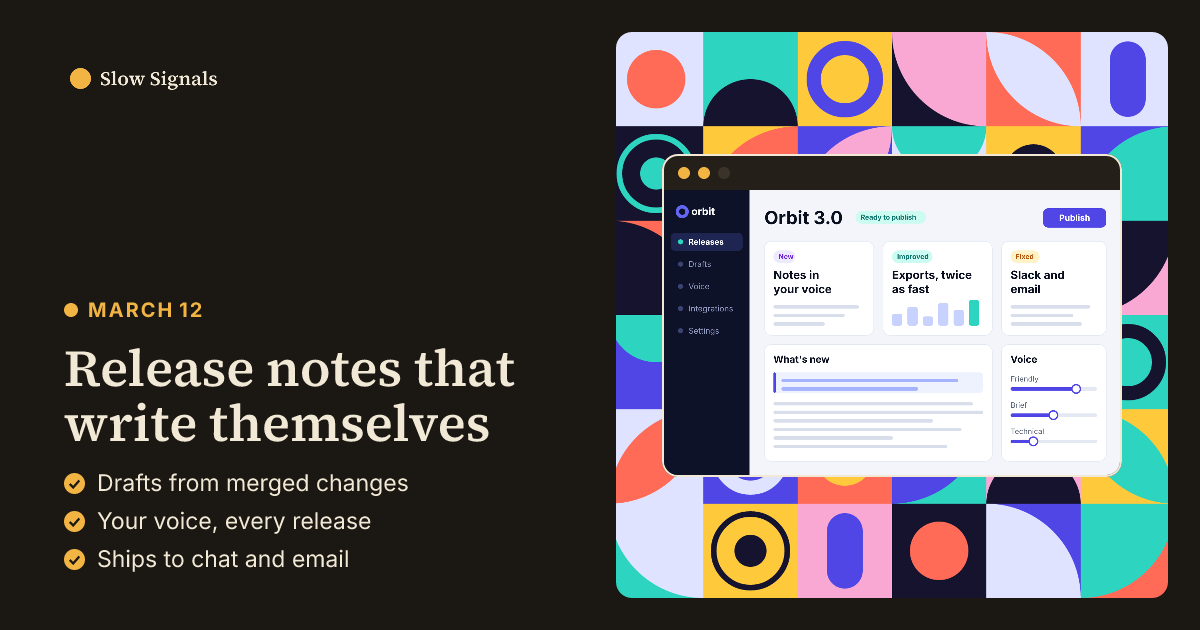 Slow Signals
MARCH 12
Release notes that
write themselves
Drafts from merged changes
Your voice, every release
Ships to chat and email
orbit
Releases
Drafts
Voice
Integrations
Settings
Orbit 3.0
Ready to publish
Publish
New
Notes in
your voice
Improved
Exports, twice
as fast
Fixed
Slack and
email
What's new
Voice
Friendly
Brief
Technical